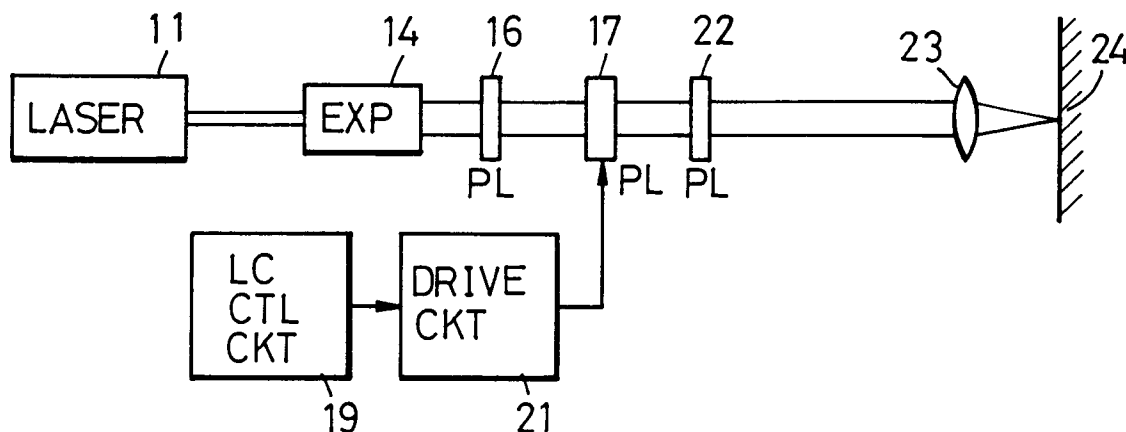 11
14
16
17
22
23
24
LASER
EXP
PL
PL
PL
LC
CTL
CKT
DRIVE
CKT
19
21